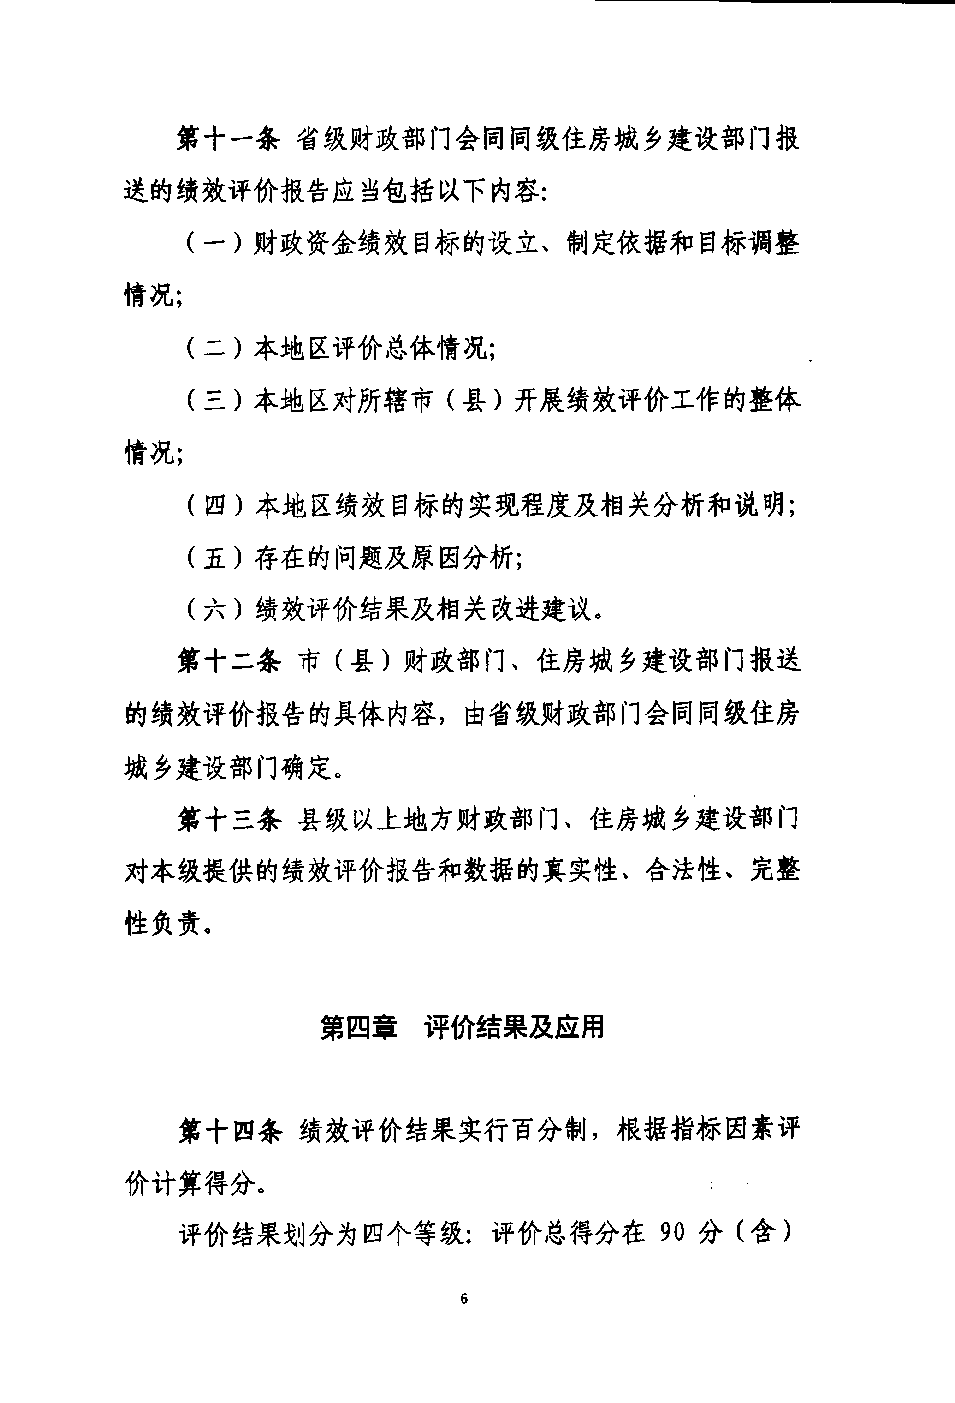 第十一条 省级财政部门会同同级住房城乡建设部门报
送的绩效评价报告应当包括以下内容:
（一）财政资金绩效目标的设立、制定依据和目标调整
情况;
（二）本地区评价总体情况;
（三）本地区对所辖市（县）开展绩效评价工作的整体
情况;
（四）本地区绩效目标的实现程度及相关分析和说明;
（五）存在的问题及原因分析;
（六）绩效评价结果及相关改进建议。
第十二条 市（县）财政部门、住房城乡建设部门报送
的绩效评价报告的具体内容，由省级财政部门会同同级住房
城乡建设部门确定。
第十三条 县级以上地方财政部门、住房城乡建设部门
对本级提供的绩效评价报告和数据的真实性、合法性、完整
性负责。
第四章 评价结果及应用
第十四条 绩效评价结果实行百分制，根据指标因素评
价计算得分。
评价结果划分为四个等级: 评价总得分在 90 分（含）
6